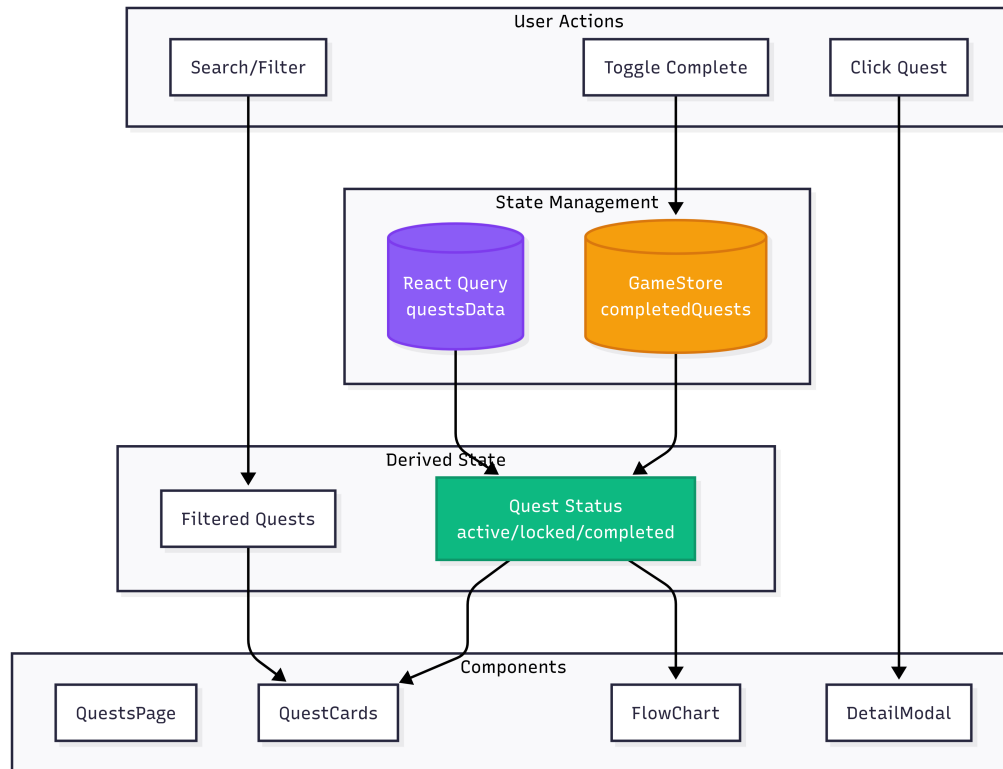 User Actions
Search/Filter
Toggle Complete
Click Quest
State Management
React Query
questsData
GameStore
completedQuests
Derived State
Filtered Quests
Quest Status
active/locked/completed
Components
QuestsPage
QuestCards
FlowChart
DetailModal